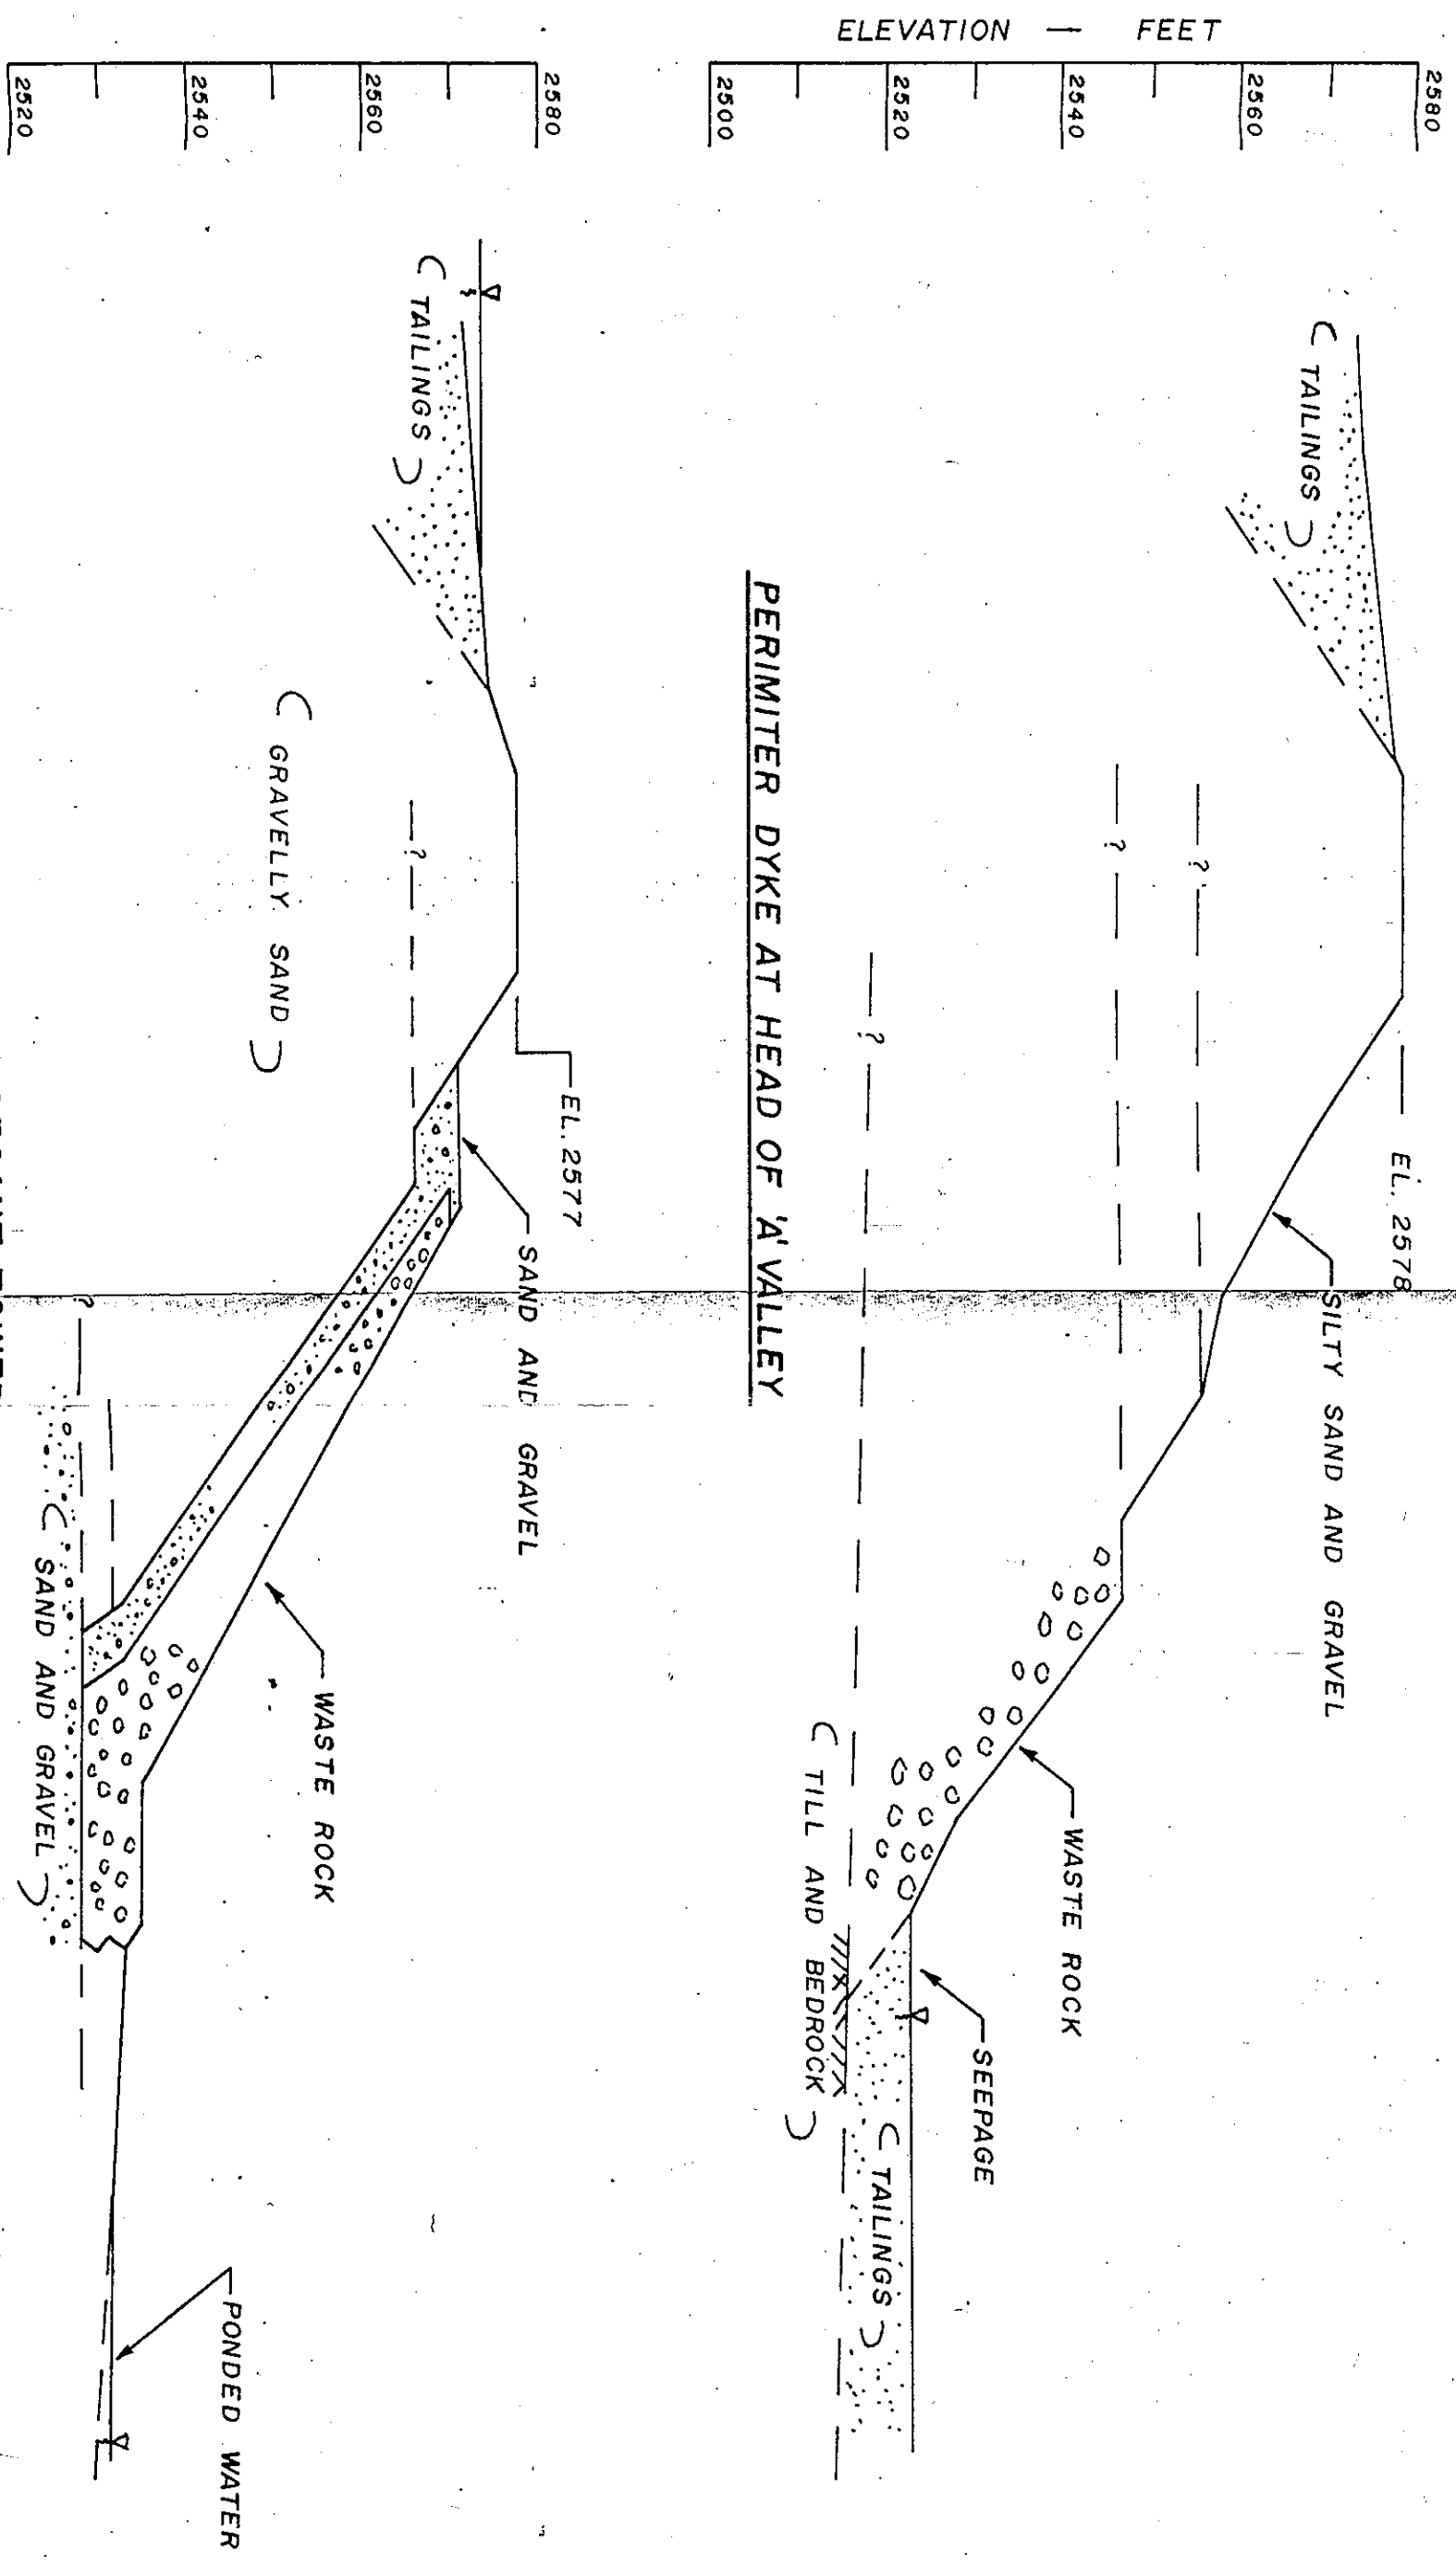 ELEVATION — FEET
2580
2560
2540
2520
2500
( TAILINGS )
?
?
?
EL. 2578
SILTY SAND AND GRAVEL
WASTE ROCK
SEEPAGE
( TILL AND BEDROCK )
( TAILINGS )
PERIMITER DYKE AT HEAD OF 'A' VALLEY
2580
2560
2540
2520
( TAILINGS )
( GRAVELLY SAND )
?
EL. 2577
SAND AND GRAVEL
WASTE ROCK
?
( SAND AND GRAVEL )
PONDED WATER